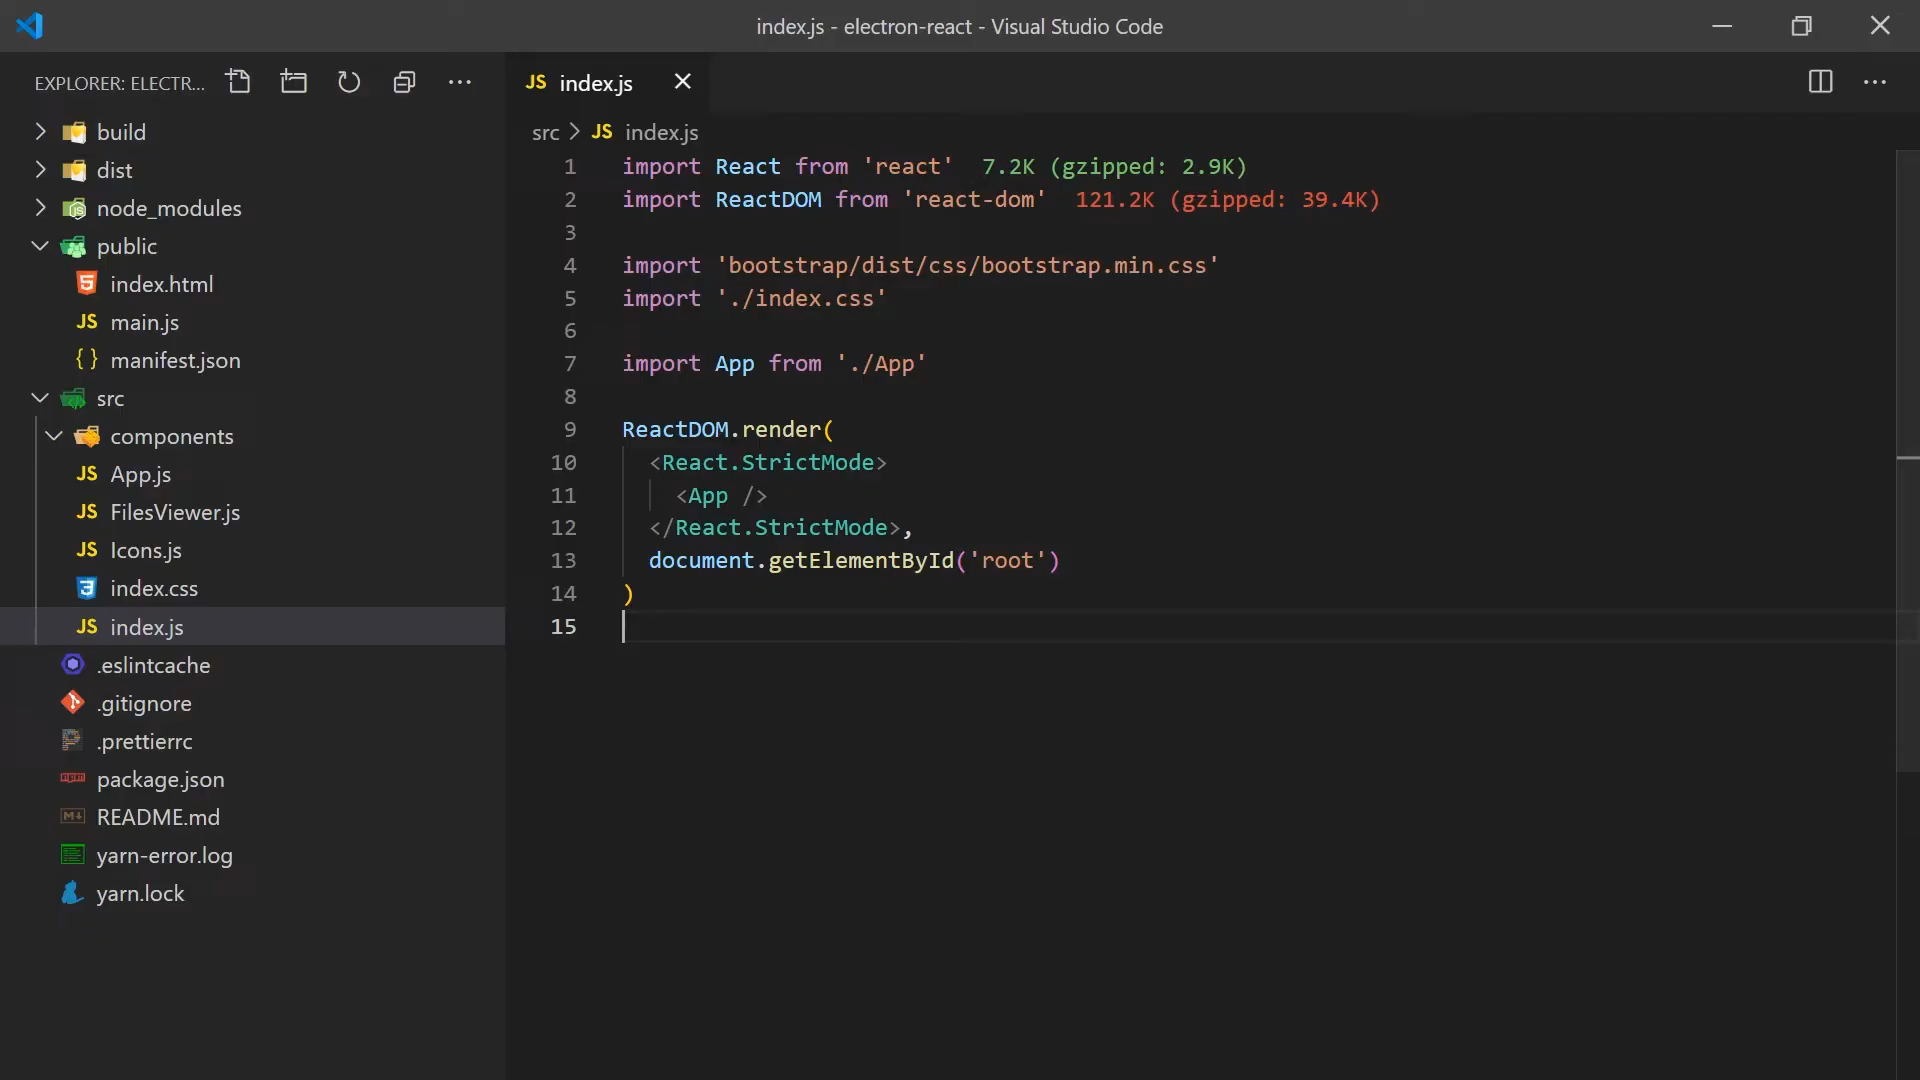 index.js - electron-react - Visual Studio Code
EXPLORER: ELECTR...
build
dist
node_modules
public
index.html
JS main.js
{} manifest.json
src
components
JS App.js
JS FilesViewer.js
JS Icons.js
index.css
JS index.js
.eslintcache
.gitignore
.prettierrc
package.json
README.md
yarn-error.log
yarn.lock
JS index.js
src > JS index.js
1 import React from 'react' 7.2K (gzipped: 2.9K)
2 import ReactDOM from 'react-dom' 121.2K (gzipped: 39.4K)
3
4 import 'bootstrap/dist/css/bootstrap.min.css'
5 import './index.css'
6
7 import App from './App'
8
9 ReactDOM.render(
10 <React.StrictMode>
11 <App />
12 </React.StrictMode>,
13 document.getElementById('root')
14 )
15